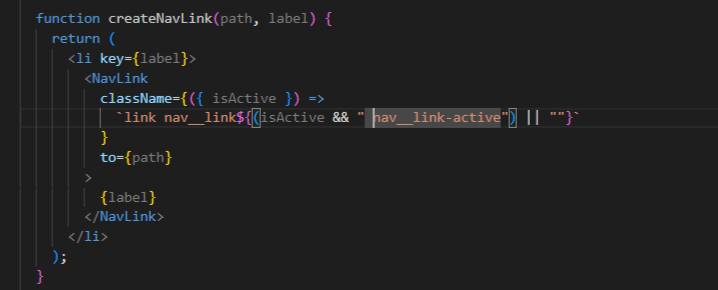 function createNavLink(path, label) {
  return (
    <li key={label}>
      <NavLink
        className={({ isActive }) =>
          `link nav__link${(isActive && " nav__link-active") || ""}`
        }
        to={path}
      >
        {label}
      </NavLink>
    </li>
  );
}